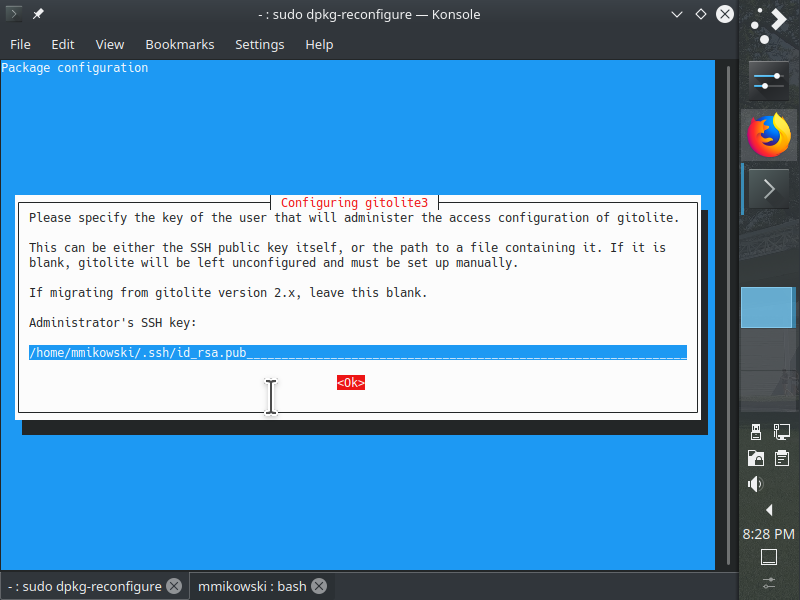 - : sudo dpkg-reconfigure — Konsole
File Edit View Bookmarks Settings Help
Package configuration
Configuring gitolite3
Please specify the key of the user that will administer the access configuration of gitolite.
This can be either the SSH public key itself, or the path to a file containing it. If it is
blank, gitolite will be left unconfigured and must be set up manually.
If migrating from gitolite version 2.x, leave this blank.
Administrator's SSH key:
/home/mmikowski/.ssh/id_rsa.pub
<Ok>
- : sudo dpkg-reconfigure
mmikowski : bash
8:28 PM